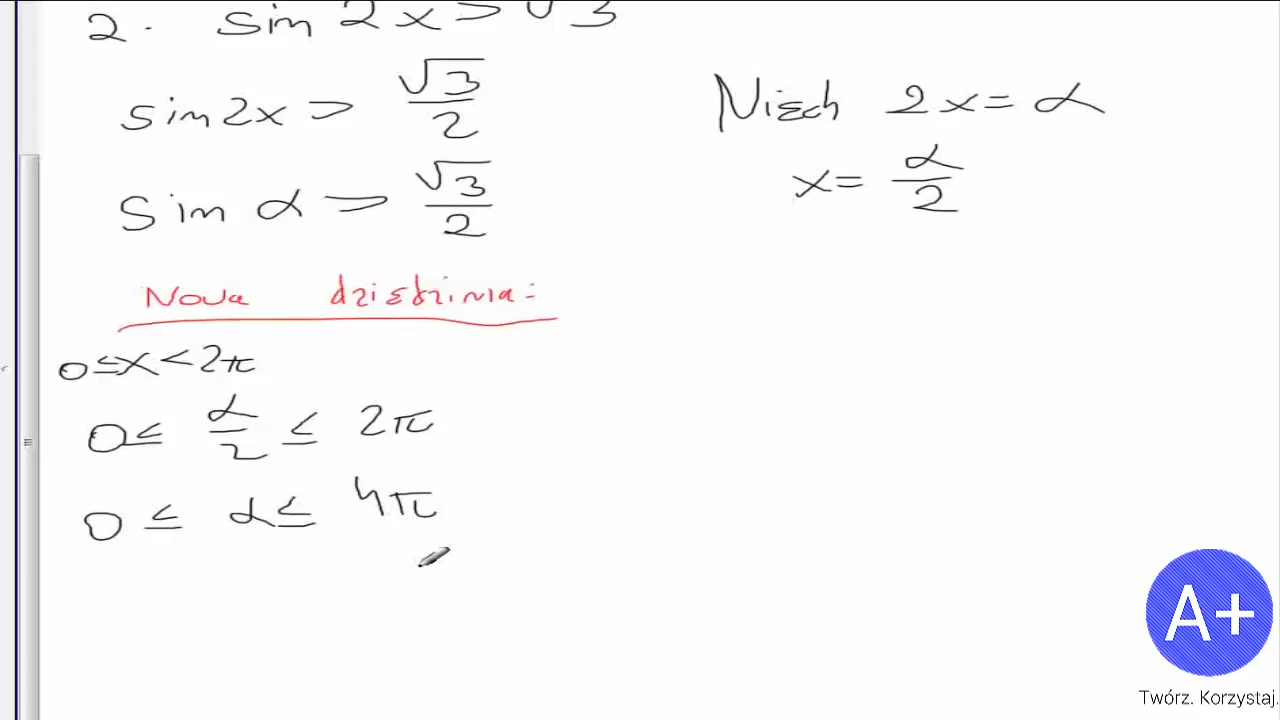 2. sin 2x > √3
sin2x > √3/2
Niech 2x = α
x = α/2
sin α > √3/2
Nowa dziedzina:
0 ≤ x < 2π
0 ≤ α/2 ≤ 2π
0 ≤ α ≤ 4π
A+
Twórz. Korzystaj.